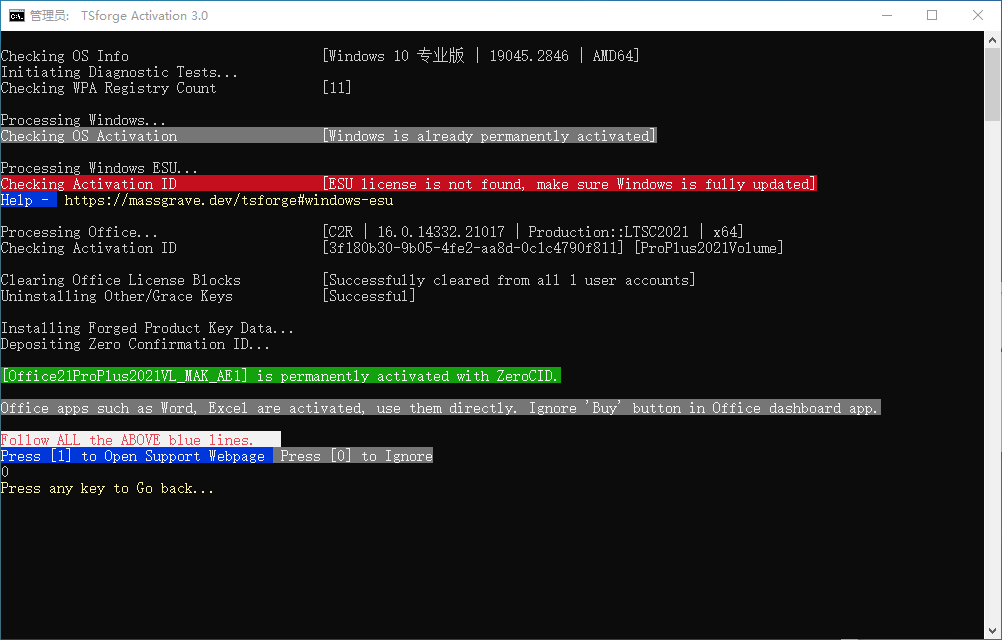 管理员: TSforge Activation 3.0
Checking OS Info [Windows 10 专业版 | 19045.2846 | AMD64]
Initiating Diagnostic Tests...
Checking WPA Registry Count [11]
Processing Windows...
Checking OS Activation [Windows is already permanently activated]
Processing Windows ESU...
Checking Activation ID [ESU license is not found, make sure Windows is fully updated]
Help - https://massgrave.dev/tsforge#windows-esu
Processing Office... [C2R | 16.0.14332.21017 | Production::LTSC2021 | x64]
Checking Activation ID [3f180b30-9b05-4fe2-aa8d-0c1c4790f811] [ProPlus2021Volume]
Clearing Office License Blocks [Successfully cleared from all 1 user accounts]
Uninstalling Other/Grace Keys [Successful]
Installing Forged Product Key Data...
Depositing Zero Confirmation ID...
[Office21ProPlus2021VL_MAK_AE1] is permanently activated with ZeroCID.
Office apps such as Word, Excel are activated, use them directly. Ignore 'Buy' button in Office dashboard app.
Follow ALL the ABOVE blue lines.
Press [1] to Open Support Webpage Press [0] to Ignore
0
Press any key to Go back...